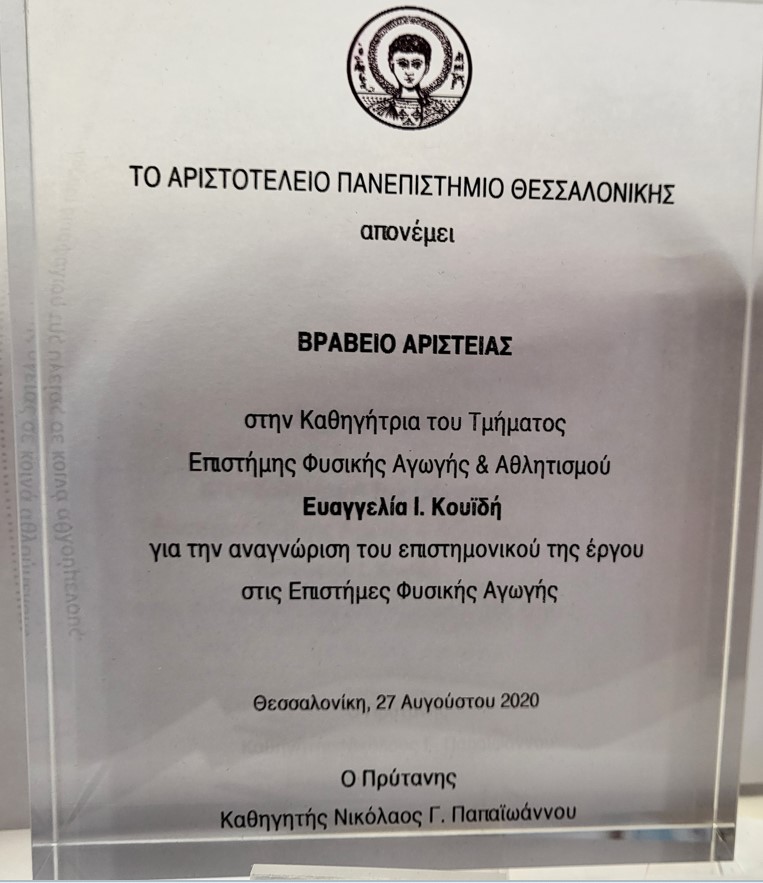 ΤΟ ΑΡΙΣΤΟΤΕΛΕΙΟ ΠΑΝΕΠΙΣΤΗΜΙΟ ΘΕΣΣΑΛΟΝΙΚΗΣ
απονέμει
ΒΡΑΒΕΙΟ ΑΡΙΣΤΕΙΑΣ
στην Καθηγήτρια του Τμήματος
Επιστήμης Φυσικής Αγωγής & Αθλητισμού
Ευαγγελία Ι. Κουϊδή
για την αναγνώριση του επιστημονικού της έργου
στις Επιστήμες Φυσικής Αγωγής
Θεσσαλονίκη, 27 Αυγούστου 2020
Ο Πρύτανης
Καθηγητής Νικόλαος Γ. Παπαϊωάννου